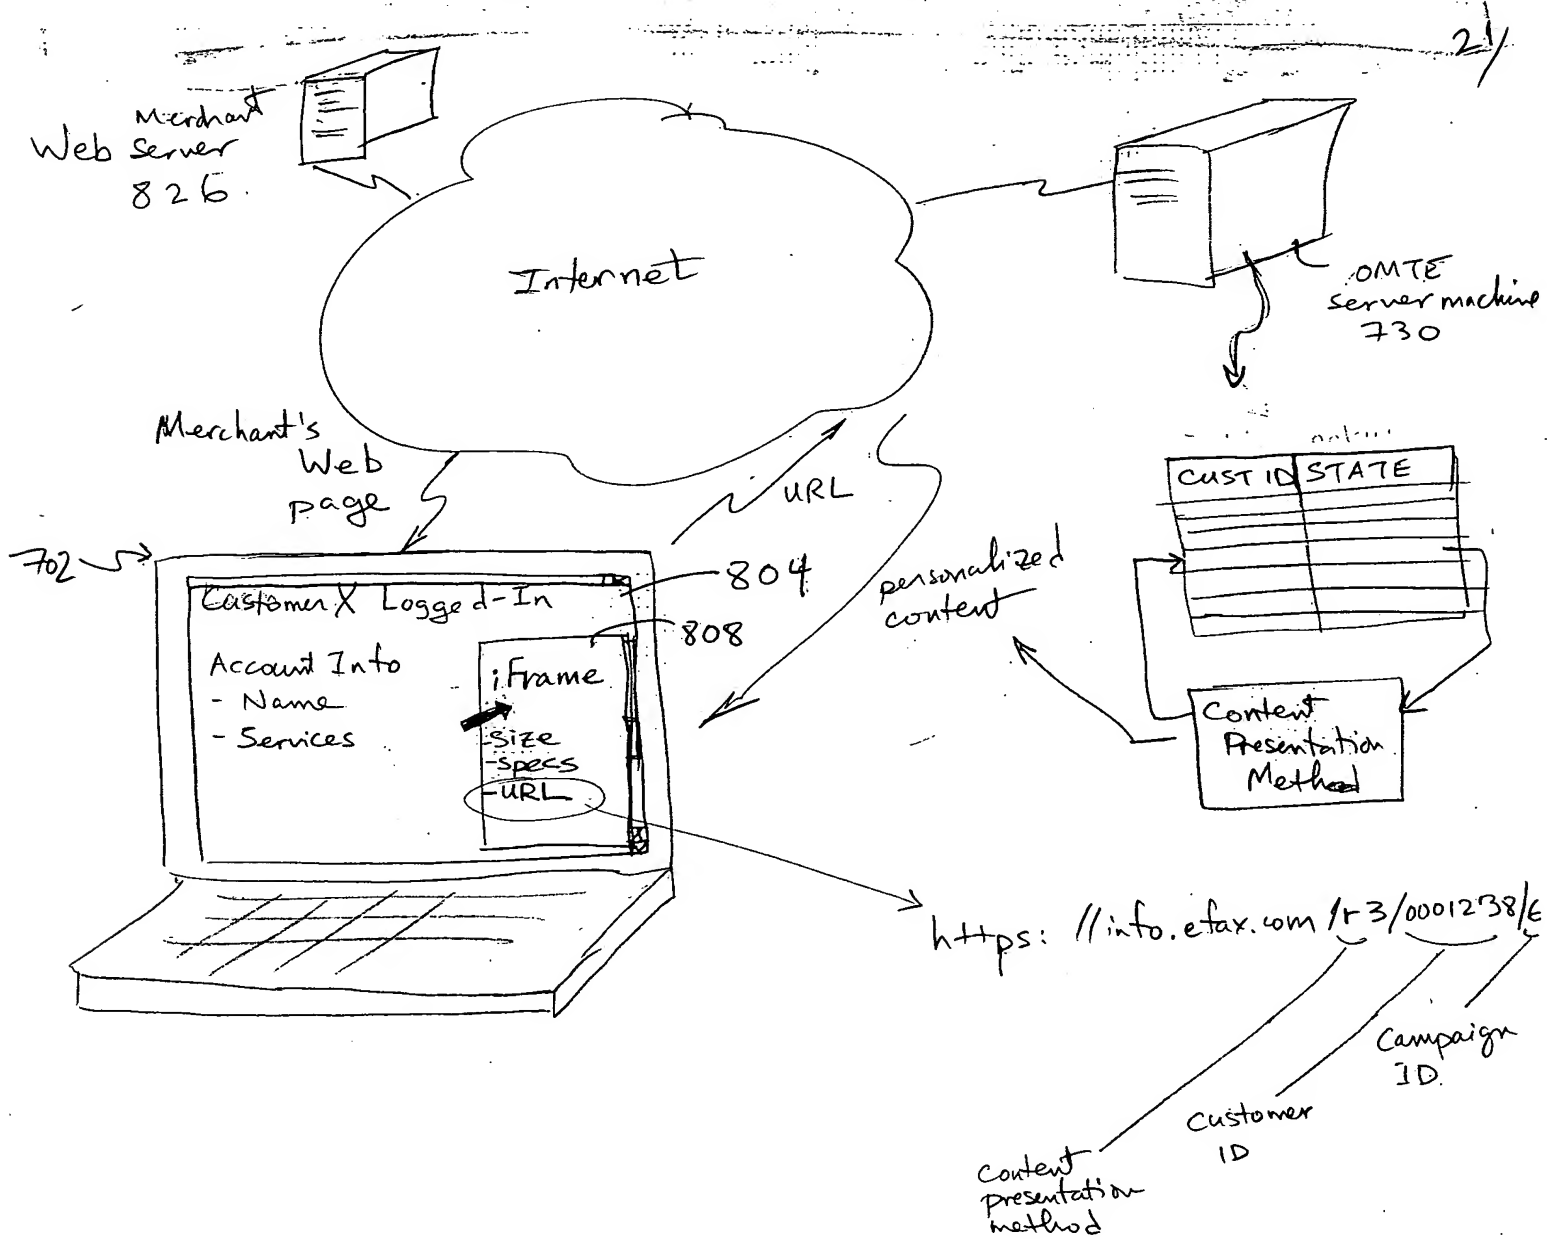 21/
Merchant
Web Server
826
Internet
OMTE
server machine
730
Merchant's
Web
page
URL
CUST ID STATE
702
804
personalized
content
Customer X Logged-In
808
Account Info
- Name
- Services
iFrame
-Size
-specs
-URL
Content
Presentation
Method
https://info.efax.com/r3/0001238/6
Campaign
ID.
Customer
ID
Content
presentation
method